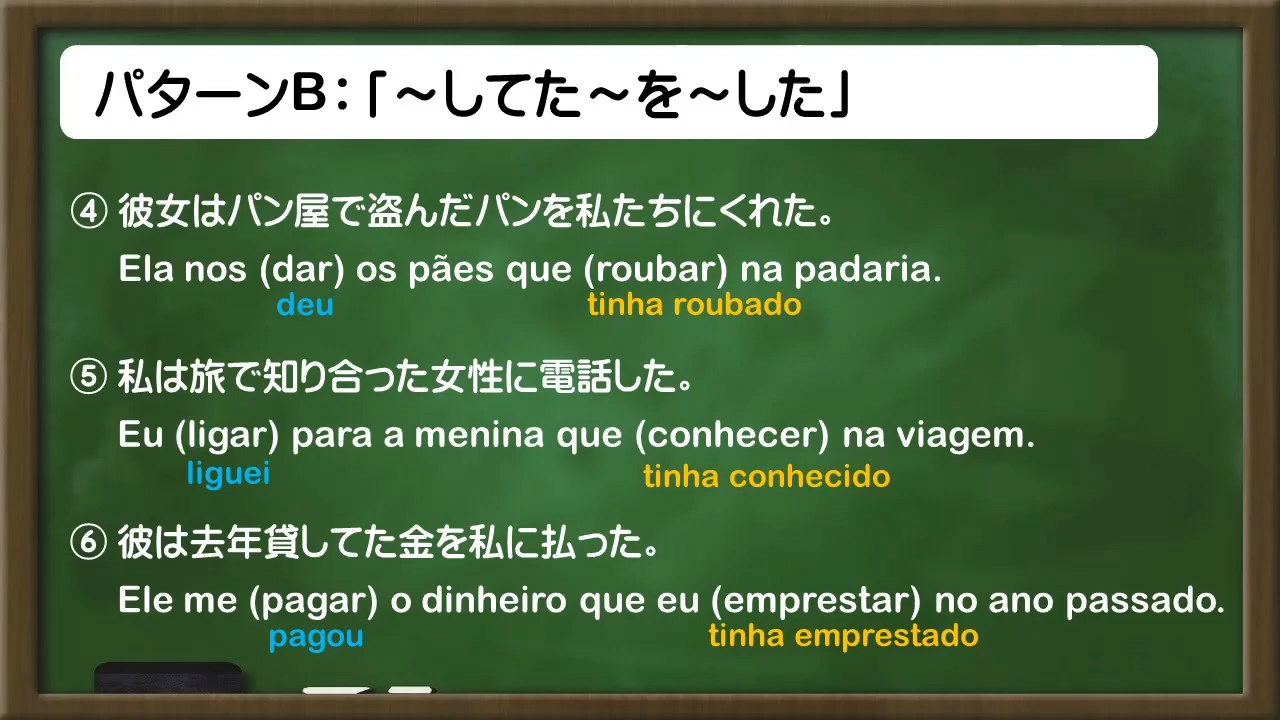 パターンB：「～してた～を～した」
④ 彼女はパン屋で盗んだパンを私たちにくれた。
Ela nos (dar) os pães que (roubar) na padaria.
deu tinha roubado
⑤ 私は旅で知り合った女性に電話した。
Eu (ligar) para a menina que (conhecer) na viagem.
liguei tinha conhecido
⑥ 彼は去年貸してた金を私に払った。
Ele me (pagar) o dinheiro que eu (emprestar) no ano passado.
pagou tinha emprestado